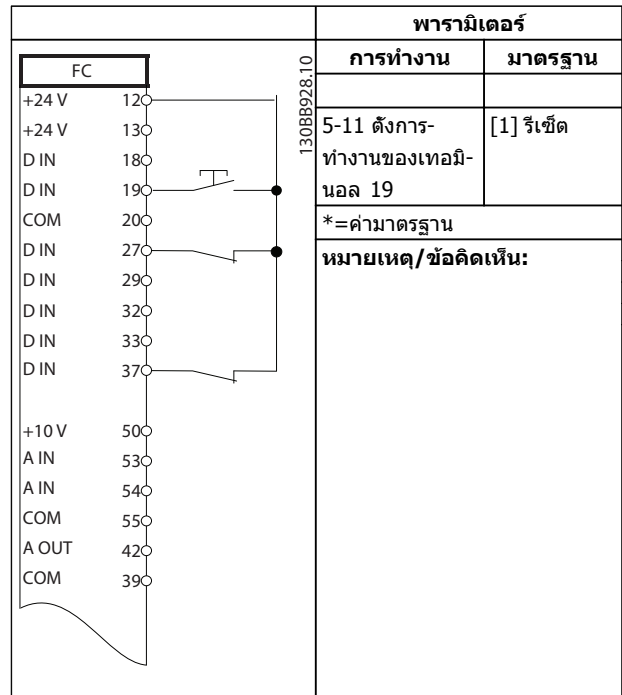 พารามิเตอร์
การทำงาน มาตรฐาน
5-11 ตั้งการ-
ทำงานของเทอมิ-
นอล 19
[1] รีเซ็ต
*=ค่ามาตรฐาน
หมายเหตุ/ข้อคิดเห็น:
FC
+24 V 12
+24 V 13
D IN 18
D IN 19
COM 20
D IN 27
D IN 29
D IN 32
D IN 33
D IN 37
+10 V 50
A IN 53
A IN 54
COM 55
A OUT 42
COM 39
130BB928.10